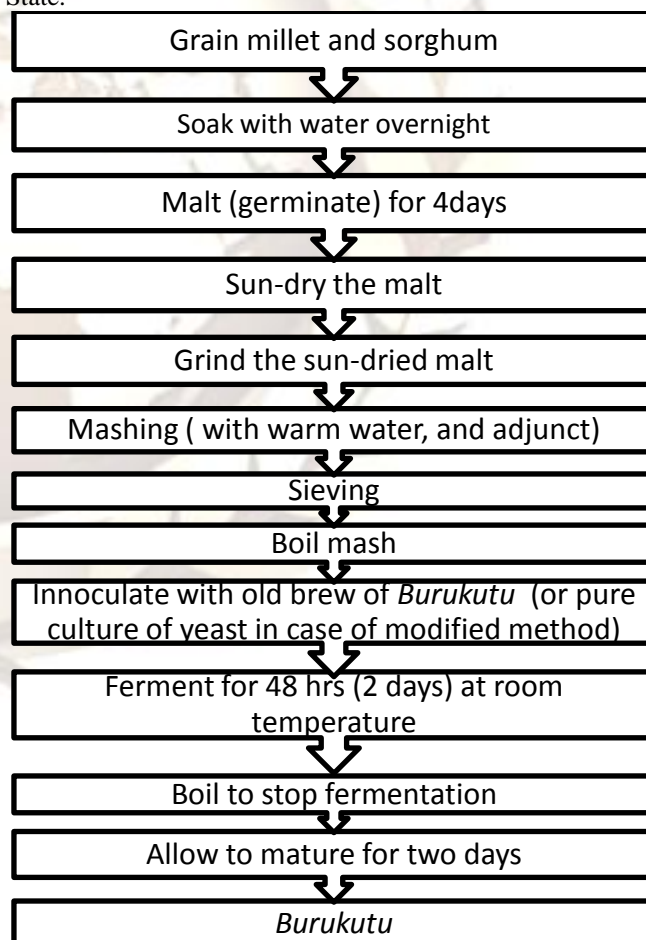 State.
Grain millet and sorghum
Soak with water overnight
Malt (germinate) for 4days
Sun-dry the malt
Grind the sun-dried malt
Mashing ( with warm water, and adjunct)
Sieving
Boil mash
Innoculate with old brew of Burukutu (or pure
culture of yeast in case of modified method)
Ferment for 48 hrs (2 days) at room
temperature
Boil to stop fermentation
Allow to mature for two days
Burukutu